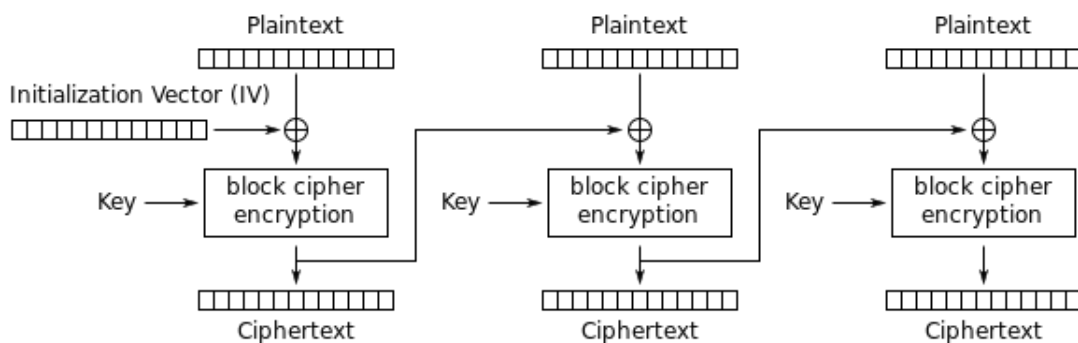 Plaintext
Plaintext
Plaintext
Initialization Vector (IV)
Key
block cipher
encryption
Key
block cipher
encryption
Key
block cipher
encryption
Ciphertext
Ciphertext
Ciphertext